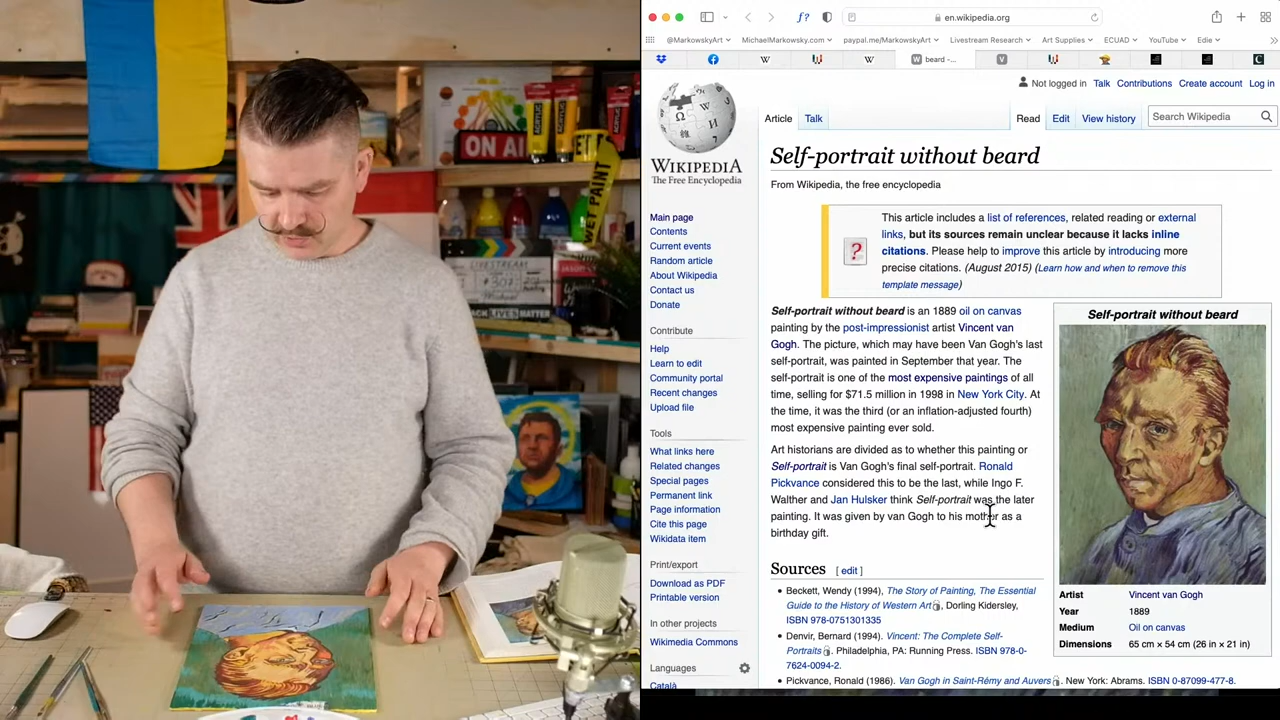 ON AI
WET PAINT
ACRYLIC
ACRYLIC
LIVESTREAM
#307
BLACK LIVES MATTER
en.wikipedia.org
@MarkowskyArt
MichaelMarkowsky.com
paypal.me/MarkowskyArt
Livestream Research
Art Supplies
ECUAD
YouTube
Edie
beard -...
Not logged in Talk Contributions Create account Log in
Article Talk Read Edit View history Search Wikipedia
WIKIPEDIA
The Free Encyclopedia
Main page
Contents
Current events
Random article
About Wikipedia
Contact us
Donate
Contribute
Help
Learn to edit
Community portal
Recent changes
Upload file
Tools
What links here
Related changes
Special pages
Permanent link
Page information
Cite this page
Wikidata item
Print/export
Download as PDF
Printable version
In other projects
Wikimedia Commons
Languages
Català
Self-portrait without beard
From Wikipedia, the free encyclopedia
This article includes a list of references, related reading or external
links, but its sources remain unclear because it lacks inline
citations. Please help to improve this article by introducing more
precise citations. (August 2015) (Learn how and when to remove this
template message)
Self-portrait without beard is an 1889 oil on canvas
painting by the post-impressionist artist Vincent van
Gogh. The picture, which may have been Van Gogh's last
self-portrait, was painted in September that year. The
self-portrait is one of the most expensive paintings of all
time, selling for $71.5 million in 1998 in New York City. At
the time, it was the third (or an inflation-adjusted fourth)
most expensive painting ever sold.
Art historians are divided as to whether this painting or
Self-portrait is Van Gogh's final self-portrait. Ronald
Pickvance considered this to be the last, while Ingo F.
Walther and Jan Hulsker think Self-portrait was the later
painting. It was given by van Gogh to his mother as a
birthday gift.
Self-portrait without beard
Artist Vincent van Gogh
Year 1889
Medium Oil on canvas
Dimensions 65 cm × 54 cm (26 in × 21 in)
Sources [ edit ]
Beckett, Wendy (1994), The Story of Painting, The Essential
Guide to the History of Western Art, Dorling Kindersley,
ISBN 978-0751301335
Denvir, Bernard (1994). Vincent: The Complete Self-
Portraits. Philadelphia, PA: Running Press. ISBN 978-0-
7624-0094-2.
Pickvance, Ronald (1986). Van Gogh in Saint-Rémy and Auvers. New York: Abrams. ISBN 0-87099-477-8.